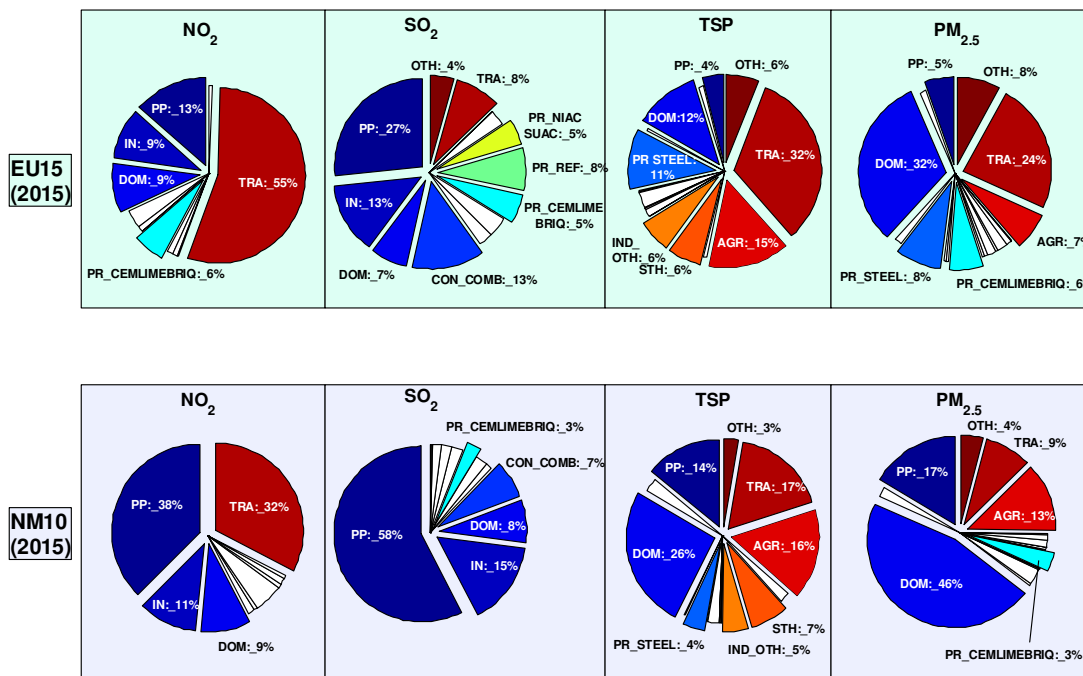 NO2
SO2
TSP
PM2.5
EU15
(2015)
PP:_13%
IN:_9%
DOM:_9%
TRA:_55%
PR_CEMLIMEBRIQ:_6%
OTH:_4%
TRA:_8%
PR_NIAC
SUAC:_5%
PR_REF:_8%
PR_CEMLIME
BRIQ:_5%
CON_COMB:_13%
DOM:_7%
IN:_13%
PP:_27%
PP:_4%
OTH:_6%
DOM:12%
TRA:_32%
PR STEEL:
11%
AGR:_15%
IND_
OTH:_6%
STH:_6%
PP:_5%
OTH:_8%
DOM:_32%
TRA:_24%
AGR:_7%
PR_STEEL:_8%
PR_CEMLIMEBRIQ:_6
NO2
SO2
TSP
PM2.5
NM10
(2015)
PP:_38%
TRA:_32%
IN:_11%
DOM:_9%
PR_CEMLIMEBRIQ:_3%
CON_COMB:_7%
DOM:_8%
IN:_15%
PP:_58%
OTH:_3%
PP:_14%
TRA:_17%
DOM:_26%
AGR:_16%
STH:_7%
PR_STEEL:_4%
IND_OTH:_5%
OTH:_4%
TRA:_9%
PP:_17%
AGR:_13%
DOM:_46%
PR_CEMLIMEBRIQ:_3%